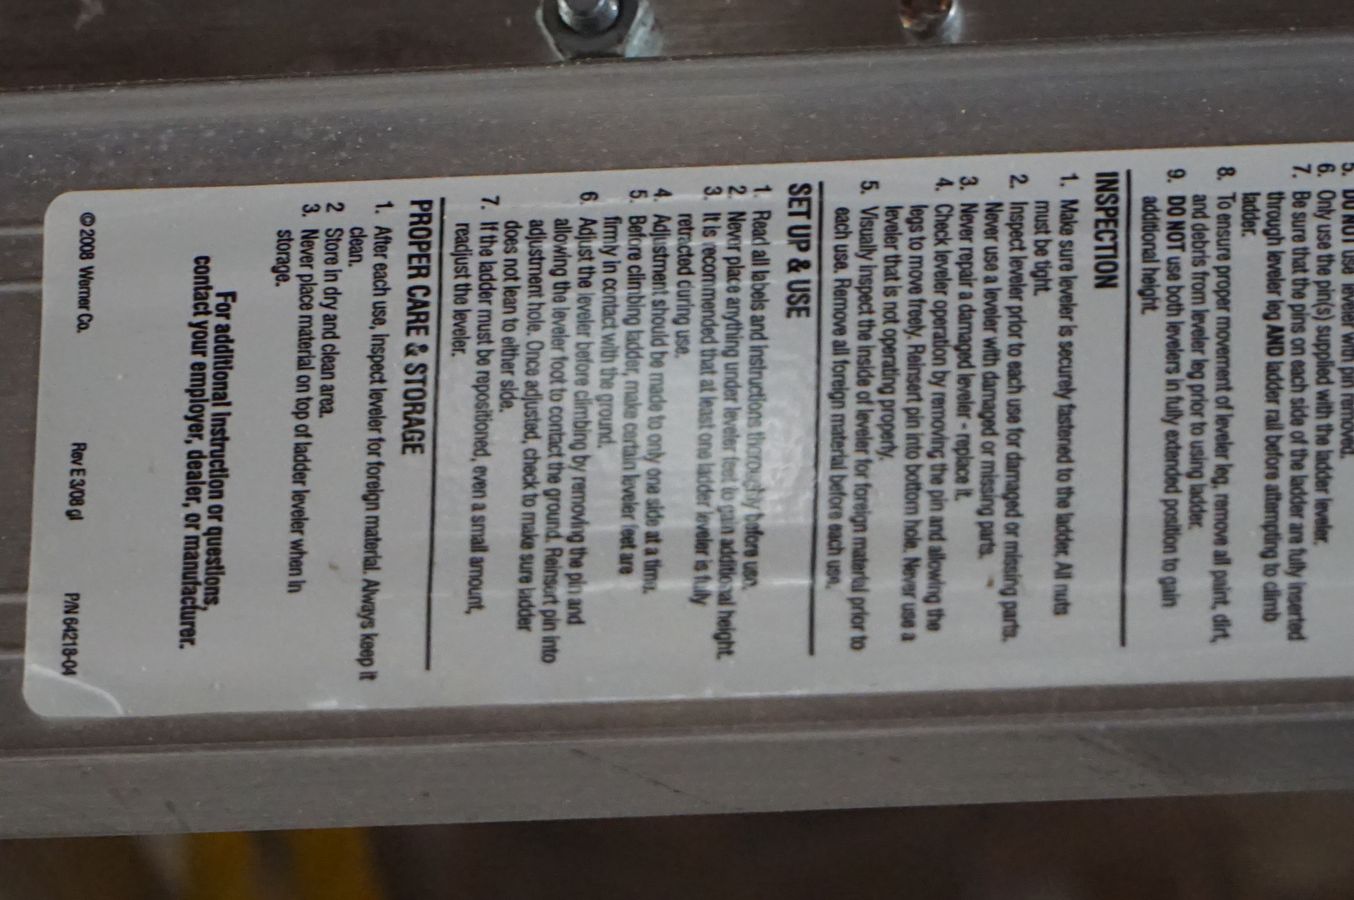 5. DO NOT use leveler with pin removed.
6. Only use the pin(s) supplied with the ladder leveler.
7. Be sure that the pins on each side of the ladder are fully inserted
through leveler leg AND ladder rail before attempting to climb
ladder.
8. To ensure proper movement of leveler leg, remove all paint, dirt,
and debris from leveler leg prior to using ladder.
9. DO NOT use both levelers in fully extended position to gain
additional height.
INSPECTION
1. Make sure leveler is securely fastened to the ladder. All nuts
must be tight.
2. Inspect leveler prior to each use for damaged or missing parts.
Never use a leveler with damaged or missing parts.
3. Never repair a damaged leveler - replace it.
4. Check leveler operation by removing the pin and allowing the
legs to move freely. Reinsert pin into bottom hole. Never use a
leveler that is not operating properly.
5. Visually inspect the inside of leveler for foreign material prior to
each use. Remove all foreign material before each use.
SET UP & USE
1. Read all labels and instructions thoroughly before use.
2. Never place anything under leveler feet to gain additional height.
3. It is recommended that at least one ladder leveler is fully
retracted during use.
4. Adjustment should be made to only one side at a time.
5. Before climbing ladder, make certain leveler feet are
firmly in contact with the ground.
6. Adjust the leveler before climbing by removing the pin and
allowing the leveler foot to contact the ground. Reinsert pin into
adjustment hole. Once adjusted, check to make sure ladder
does not lean to either side.
7. If the ladder must be repositioned, even a small amount,
readjust the leveler.
PROPER CARE & STORAGE
1. After each use, inspect leveler for foreign material. Always keep it
clean.
2 Store in dry and clean area.
3. Never place material on top of ladder leveler when in
storage.
For additional instruction or questions,
contact your employer, dealer, or manufacturer.
© 2008 Werner Co. Rev E 3/08 gl P/N 64218-04